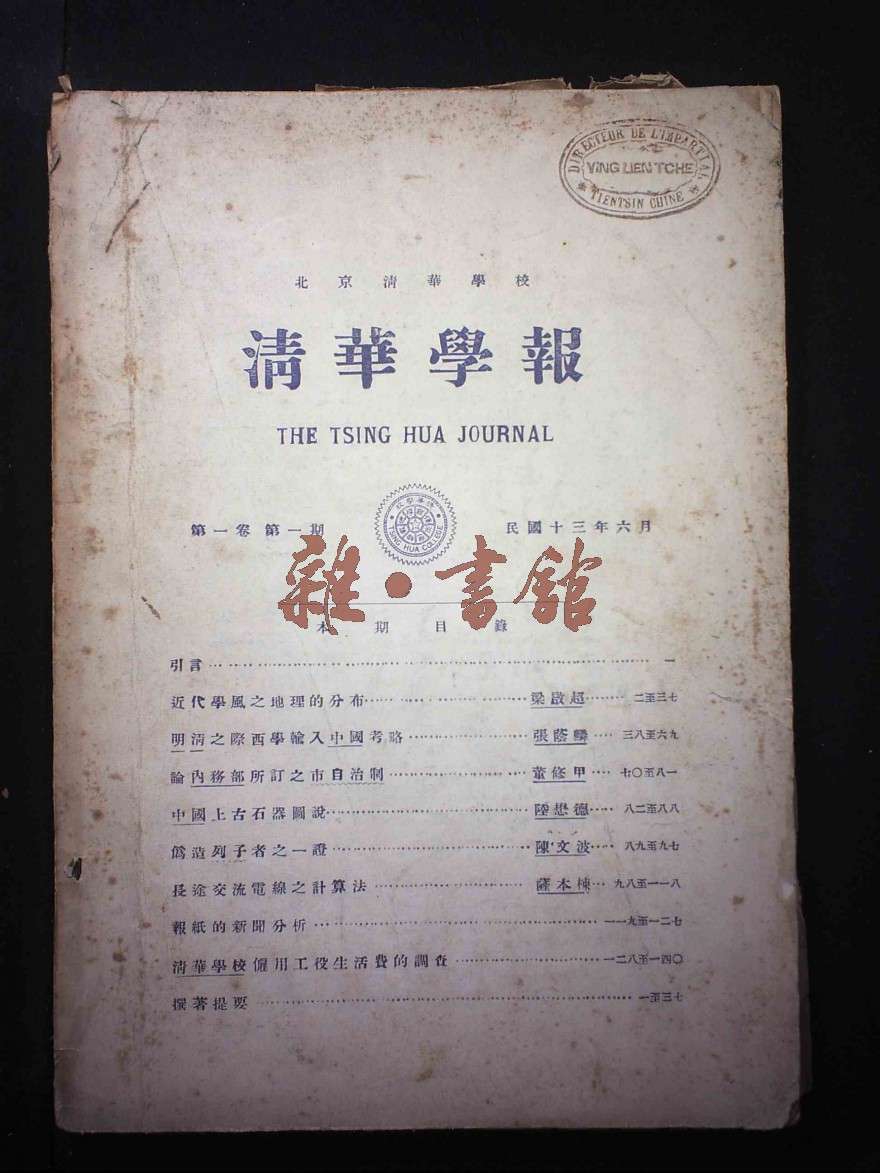 DIRECTEUR DE L'IMPARTIAL
YING LIEN TCHE
TIENTSIN CHINE
北京清華學校
清華學報
THE TSING HUA JOURNAL
第一卷 第一期
TSING HUA COLLEGE
民國十三年六月
雜·書館
本期目錄
引言 一
近代學風之地理的分布 梁啟超 二至三七
明清之際西學輸入中國考略 張蔭麟 三八至六九
論內務部所訂之市自治制 董修甲 七〇至八一
中國上古石器圖說 陸懋德 八二至八八
僞造列子者之一證 陳文波 八九至九七
長途交流電線之計算法 薩本棟 九八至一一八
報紙的新聞分析 一一九至一二七
清華學校僱用工役生活費的調查 一二八至一四〇
撰著提要 一至三七